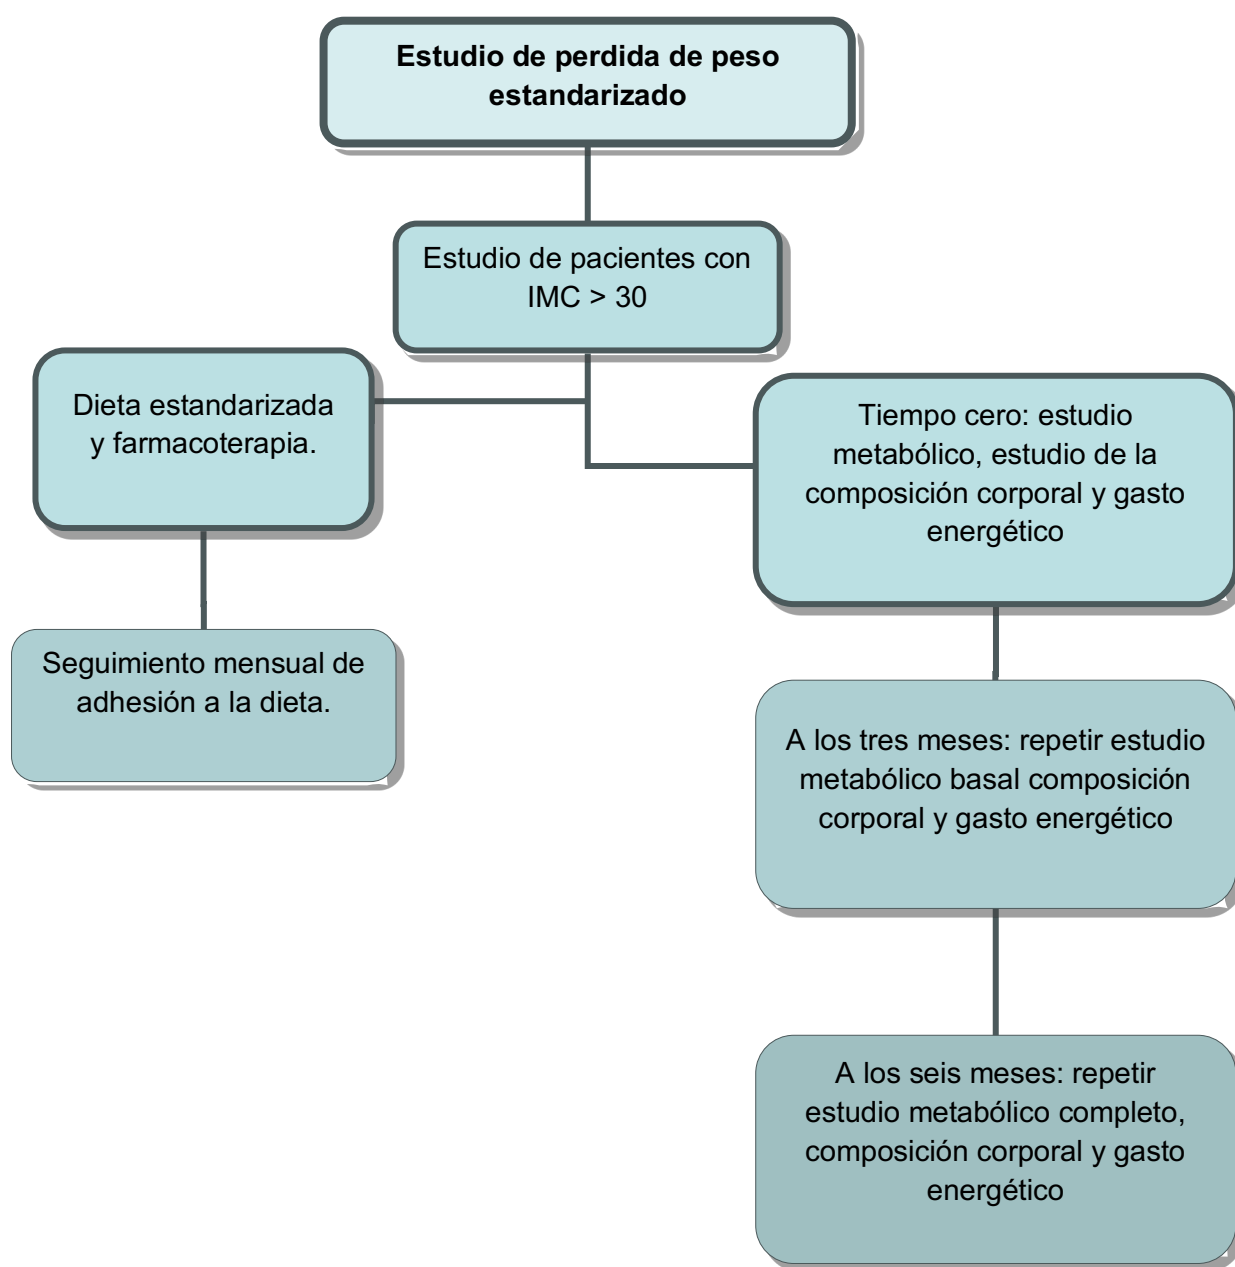 Estudio de perdida de peso
estandarizado
Estudio de pacientes con
IMC > 30
Dieta estandarizada
y farmacoterapia.
Tiempo cero: estudio
metabólico, estudio de la
composición corporal y gasto
energético
Seguimiento mensual de
adhesión a la dieta.
A los tres meses: repetir estudio
metabólico basal composición
corporal y gasto energético
A los seis meses: repetir
estudio metabólico completo,
composición corporal y gasto
energético